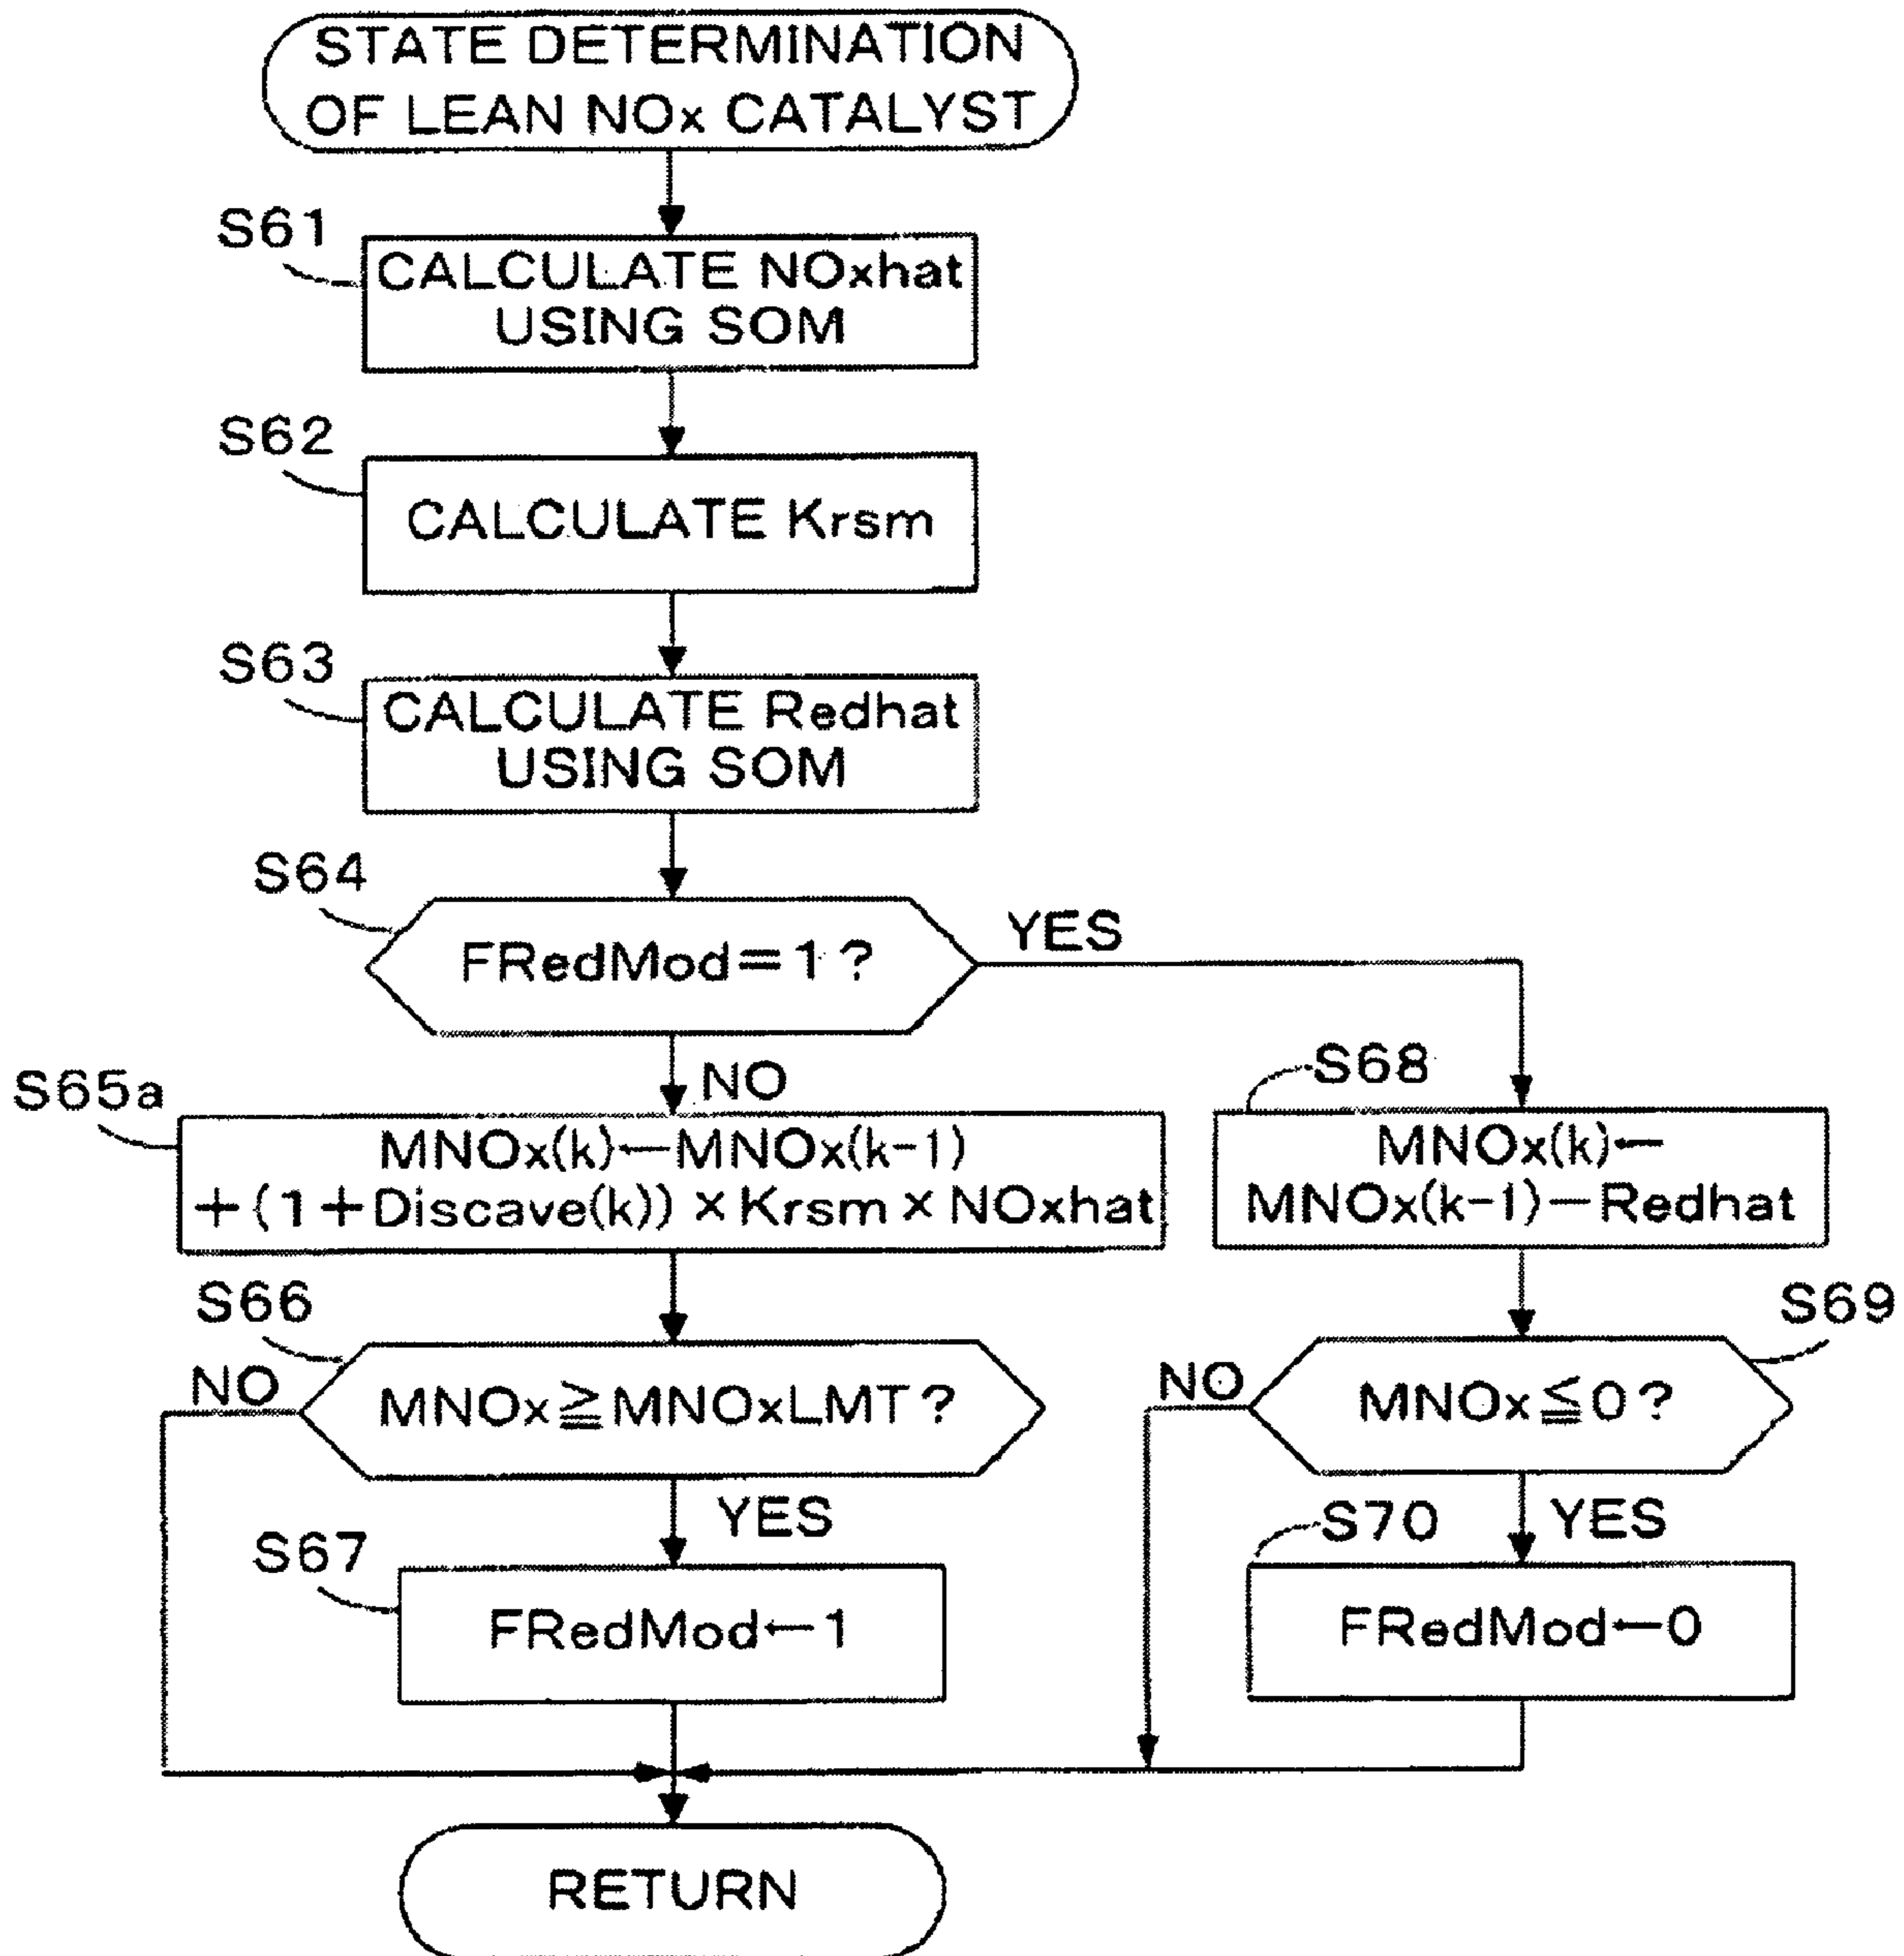 STATE DETERMINATION
OF LEAN NOx CATALYST
S61
CALCULATE NOxhat
USING SOM
S62
CALCULATE Krsm
S63
CALCULATE Redhat
USING SOM
S64
FRedMod=1?
YES
NO
S65a
MNOx(k)←MNOx(k-1)
+(1+Discave(k))×Krsm×NOxhat
S68
MNOx(k)←
MNOx(k-1)-Redhat
S66
NO
MNOx≧MNOxLMT?
YES
S69
NO
MNOx≦0?
YES
S67
FRedMod←1
S70
FRedMod←0
RETURN